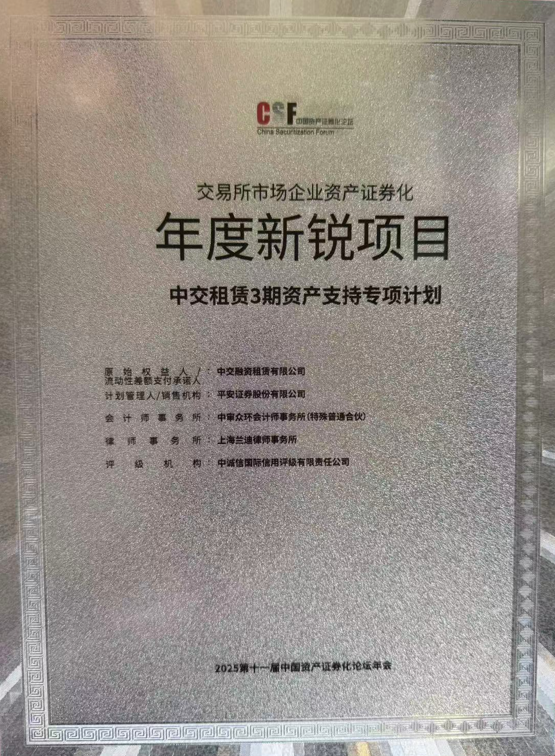 CSF 中国资产证券化论坛
China Securitization Forum
交易所市场企业资产证券化
年度新锐项目
中交租赁3期资产支持专项计划
原始权益人/:中交融资租赁有限公司
流动性差额支付承诺人
计划管理人/销售机构:平安证券股份有限公司
会计师事务所:中审众环会计师事务所(特殊普通合伙)
律师事务所:上海兰迪律师事务所
评级机构:中诚信国际信用评级有限责任公司
2025第十一届中国资产证券化论坛年会